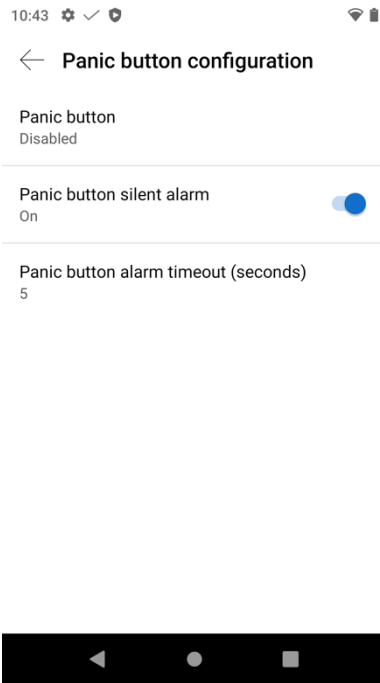 10:43
Panic button configuration
Panic button
Disabled
Panic button silent alarm
On
Panic button alarm timeout (seconds)
5